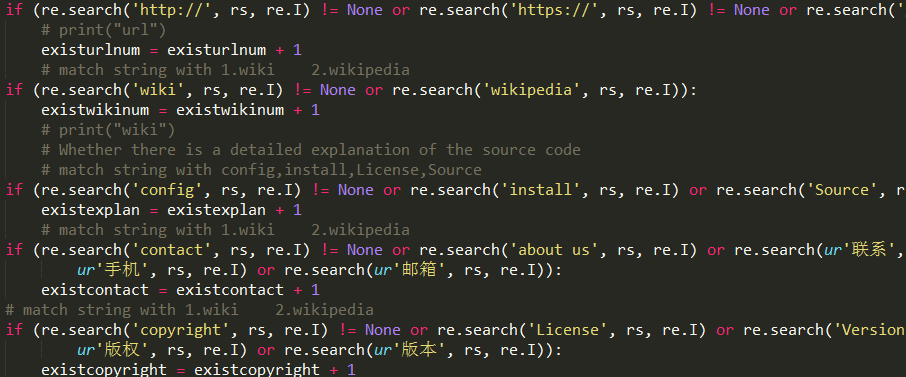 if (re.search('http://', rs, re.I) != None or re.search('https://', rs, re.I) != None or re.search('
# print("url")
existurlnum = existurlnum + 1
# match string with 1.wiki    2.wikipedia
if (re.search('wiki', rs, re.I) != None or re.search('wikipedia', rs, re.I)):
existwikinum = existwikinum + 1
# print("wiki")
# Whether there is a detailed explanation of the source code
# match string with config,install,License,Source
if (re.search('config', rs, re.I) != None or re.search('install', rs, re.I) or re.search('Source', r
existexplan = existexplan + 1
# match string with 1.wiki    2.wikipedia
if (re.search('contact', rs, re.I) != None or re.search('about us', rs, re.I) or re.search(ur'联系',
ur'手机', rs, re.I) or re.search(ur'邮箱', rs, re.I)):
existcontact = existcontact + 1
# match string with 1.wiki    2.wikipedia
if (re.search('copyright', rs, re.I) != None or re.search('License', rs, re.I) or re.search('Version
ur'版权', rs, re.I) or re.search(ur'版本', rs, re.I)):
existcopyright = existcopyright + 1